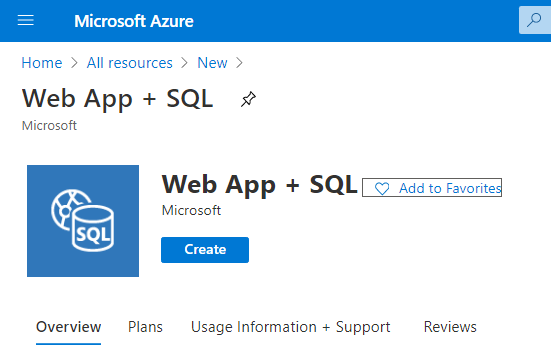 Microsoft Azure
Home > All resources > New >
Web App + SQL
Microsoft
SQL
Web App + SQL
Add to Favorites
Microsoft
Create
Overview Plans Usage Information + Support Reviews